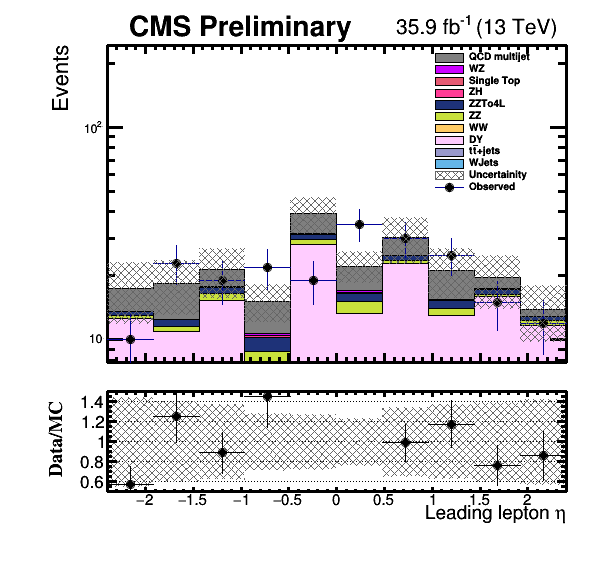 CMS Preliminary 35.9 fb⁻¹ (13 TeV)
Events
QCD multijet
WZ
Single Top
ZH
ZZTo4L
ZZ
WW
DY
tt̄+jets
WJets
Uncertainity
Observed
10²
10
Data/MC
1.4
1.2
1
0.8
0.6
−2 −1.5 −1 −0.5 0 0.5 1 1.5 2
Leading lepton η